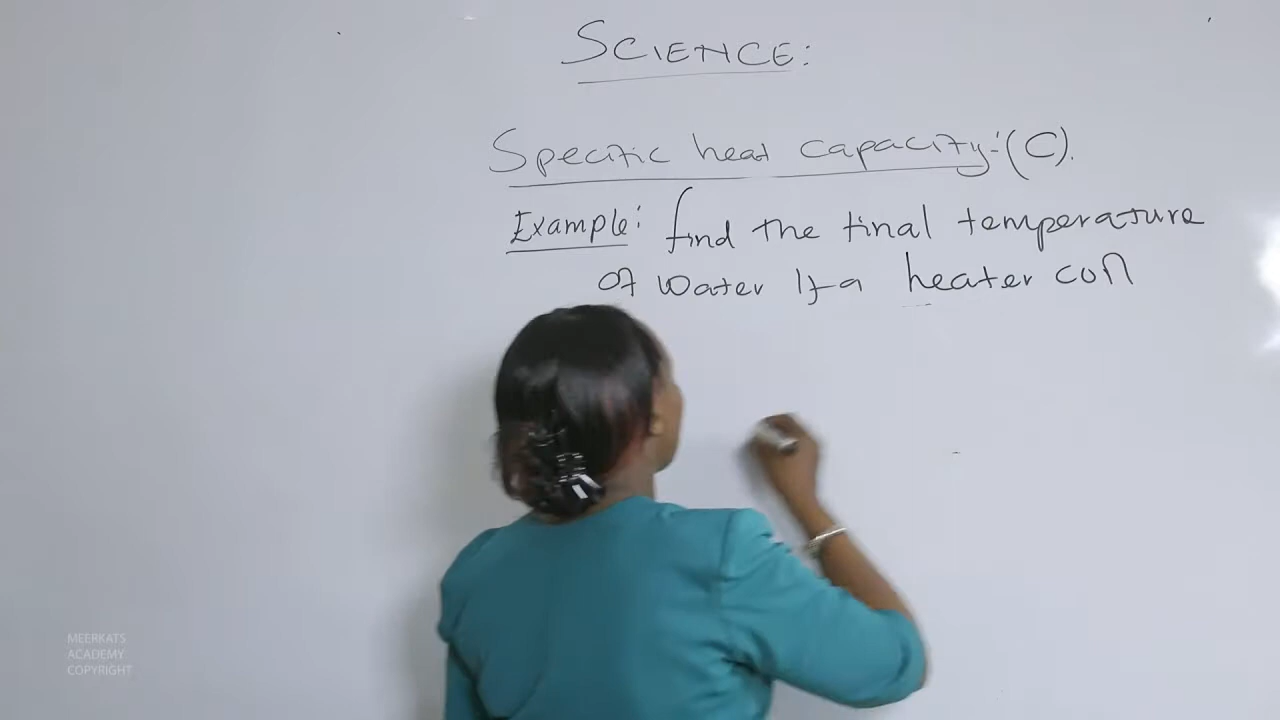 SCIENCE:
Specific heat capacity:(C).
Example: find the final temperature
of water If a heater coil
MEERKATS
ACADEMY
COPYRIGHT